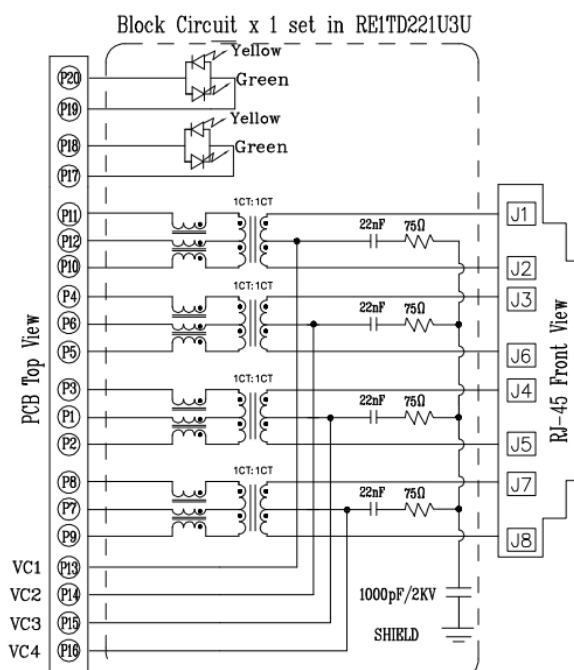 Block Circuit x 1 set in RE1TD221U3U
Yellow
P20
Green
P19
Yellow
P18
Green
P17
1CT:1CT
P11
J1
22nF
75Ω
P12
P10
J2
1CT:1CT
P4
J3
22nF
75Ω
P6
P5
J6
PCB Top View
RJ-45 Front View
1CT:1CT
P3
J4
22nF
75Ω
P1
P2
J5
1CT:1CT
P8
J7
22nF
75Ω
P7
P9
J8
VC1 P13
VC2 P14
1000pF/2KV
VC3 P15
SHIELD
VC4 P16